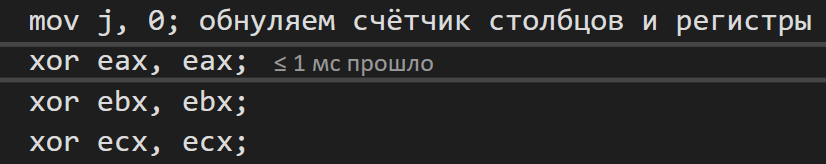 mov j, 0; обнуляем счётчик столбцов и регистры
xor eax, eax; ≤ 1 мс прошло
xor ebx, ebx;
xor ecx, ecx;